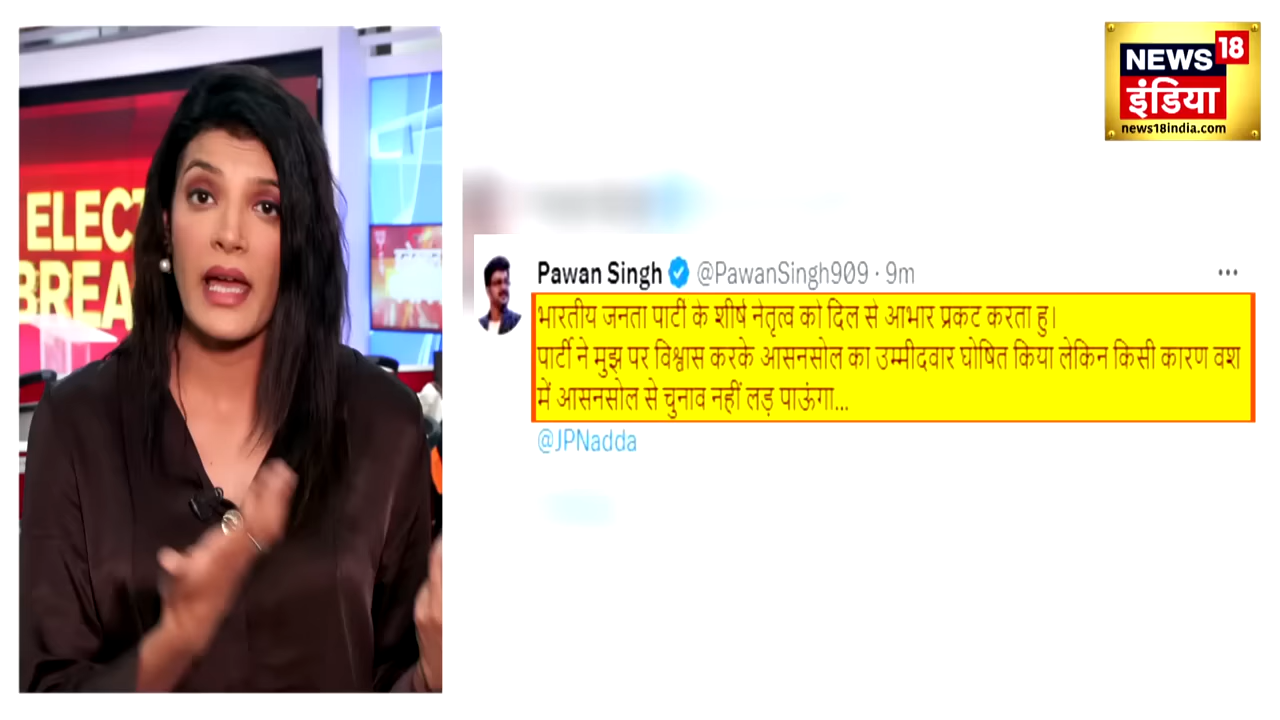 ELECT
BREA
NEWS 18
इंडिया
news18india.com
Pawan Singh @PawanSingh909 · 9m
भारतीय जनता पार्टी के शीर्ष नेतृत्व को दिल से आभार प्रकट करता हु।
पार्टी ने मुझ पर विश्वास करके आसनसोल का उम्मीदवार घोषित किया लेकिन किसी कारण वश
में आसनसोल से चुनाव नहीं लड़ पाऊंगा...
@JPNadda